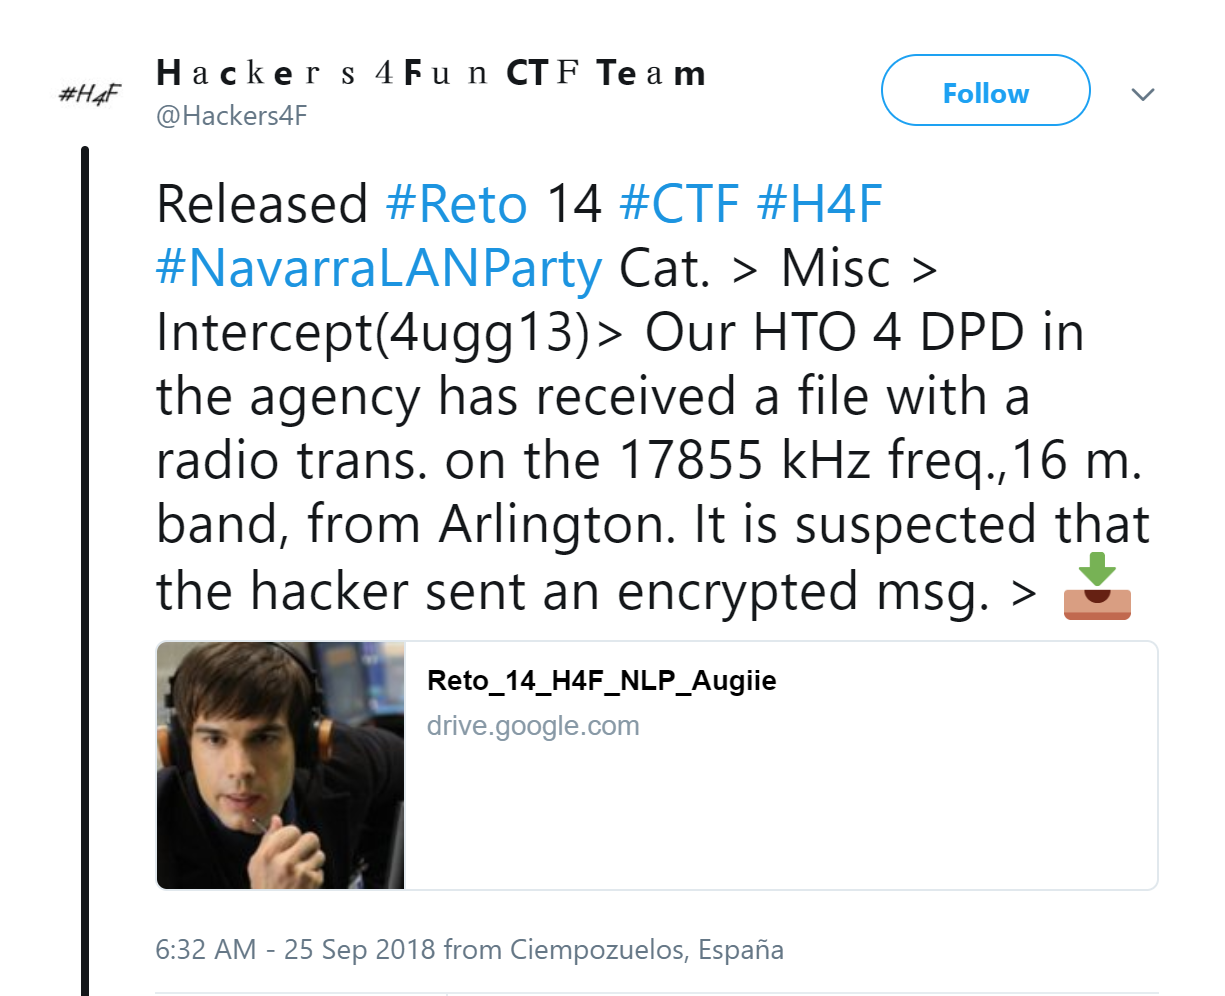 #H4F
Hackers 4Fun CTF Team
@Hackers4F
Follow
Released #Reto 14 #CTF #H4F
#NavarraLANParty Cat. > Misc >
Intercept(4ugg13)> Our HTO 4 DPD in
the agency has received a file with a
radio trans. on the 17855 kHz freq.,16 m.
band, from Arlington. It is suspected that
the hacker sent an encrypted msg. >
Reto_14_H4F_NLP_Augiie
drive.google.com
6:32 AM - 25 Sep 2018 from Ciempozuelos, España